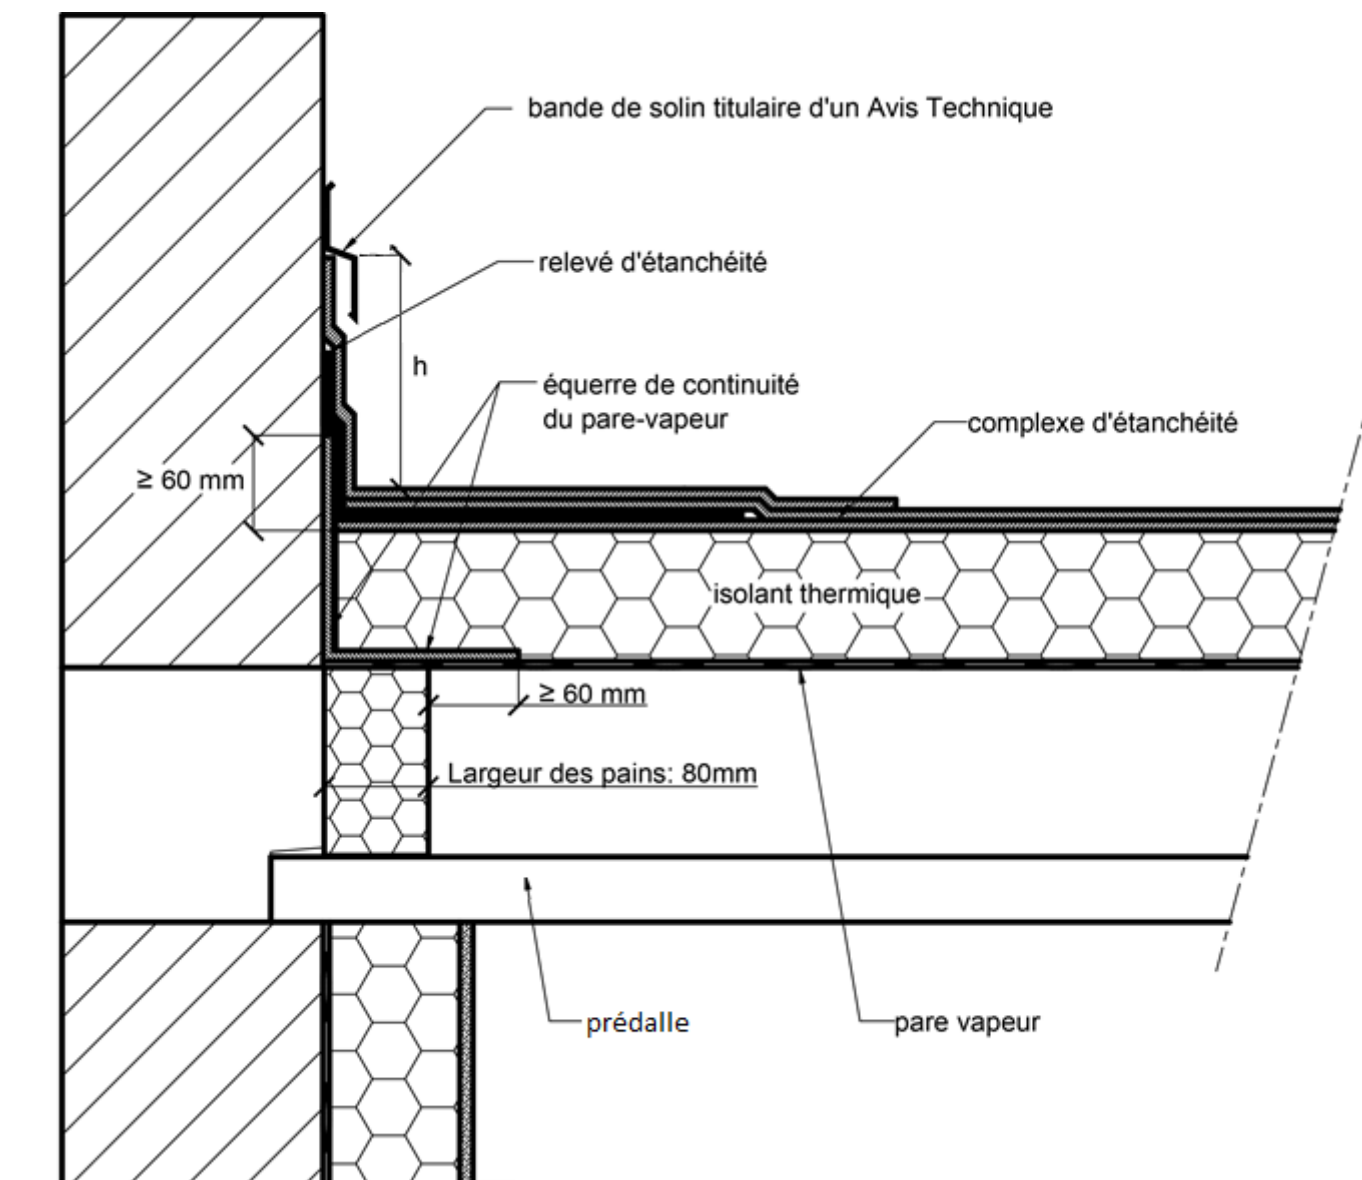 bande de solin titulaire d'un Avis Technique
relevé d'étanchéité
h
équerre de continuité
du pare-vapeur
complexe d'étanchéité
≥ 60 mm
isolant thermique
≥ 60 mm
Largeur des pains: 80mm
prédalle
pare vapeur